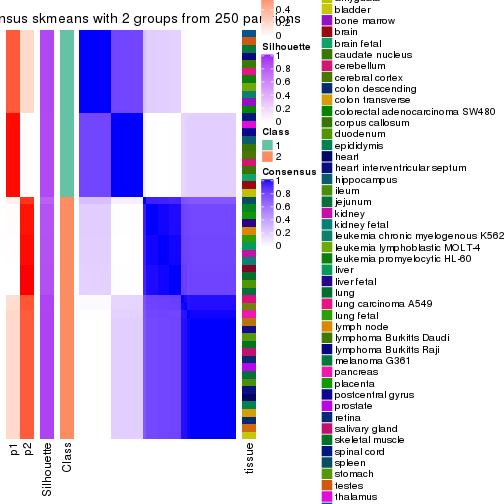 nsus skmeans with 2 groups from 250 par
ons
0.4
0.2
0
Silhouette
1
0.8
0.6
0.4
0.2
0
Class
1
2
Consensus
1
0.8
0.6
0.4
0.2
0
p1
p2
Silhouette
Class
tissue
bladder
bone marrow
brain
brain fetal
caudate nucleus
cerebellum
cerebral cortex
colon descending
colon transverse
colorectal adenocarcinoma SW480
corpus callosum
duodenum
epididymis
heart
heart interventricular septum
hippocampus
ileum
jejunum
kidney
kidney fetal
leukemia chronic myelogenous K562
leukemia lymphoblastic MOLT-4
leukemia promyelocytic HL-60
liver
liver fetal
lung
lung carcinoma A549
lung fetal
lymph node
lymphoma Burkitts Daudi
lymphoma Burkitts Raji
melanoma G361
pancreas
placenta
postcentral gyrus
prostate
retina
salivary gland
skeletal muscle
spinal cord
spleen
stomach
testes
thalamus